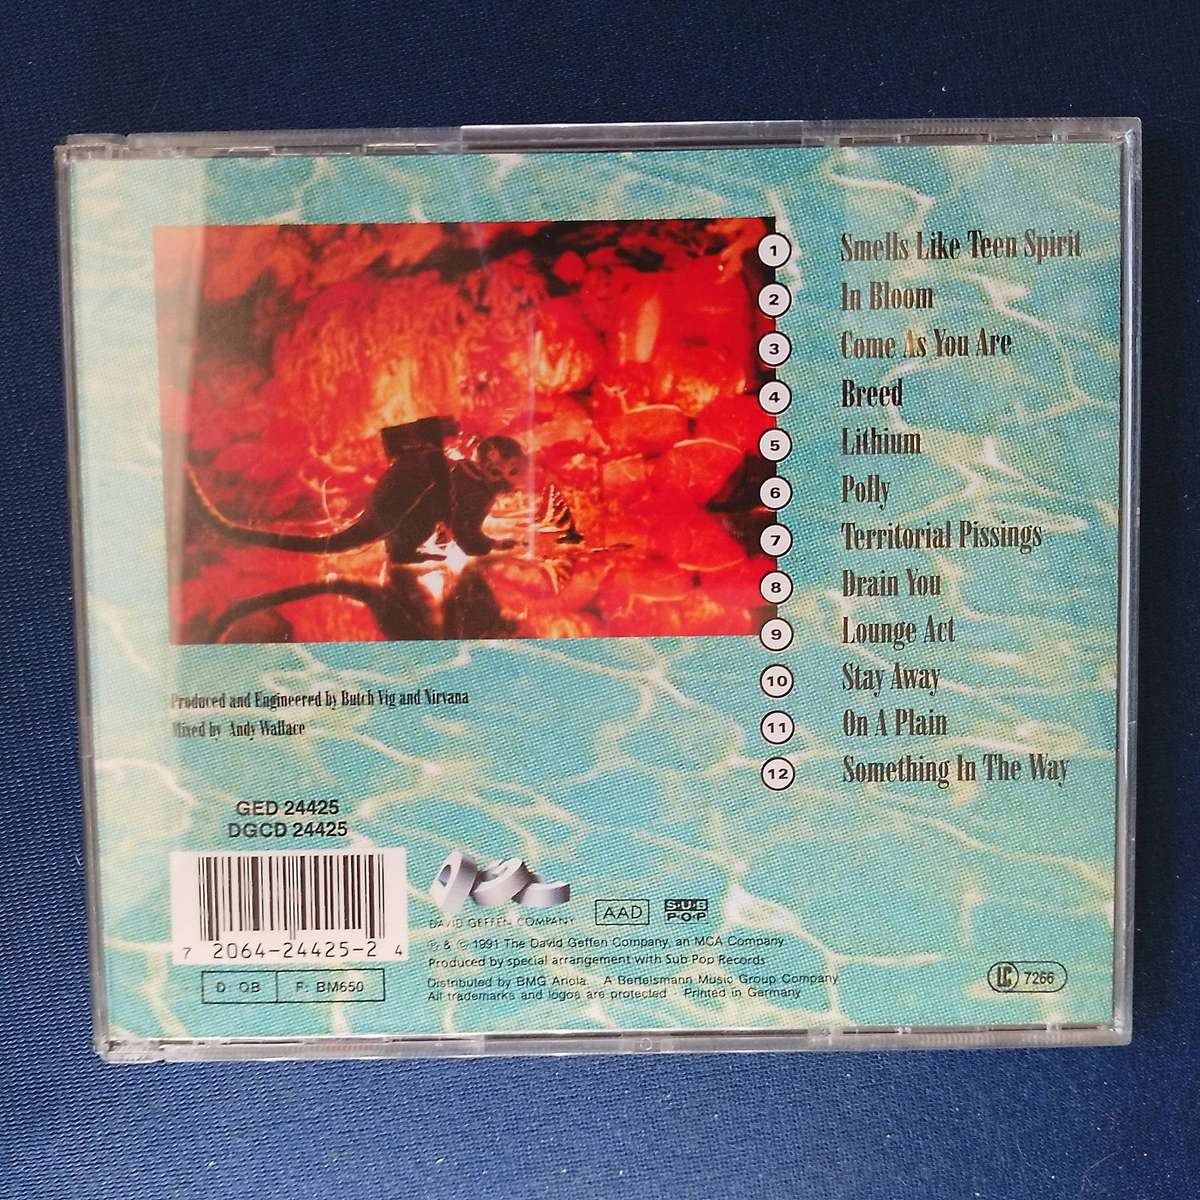 1 Smells Like Teen Spirit
2 In Bloom
3 Come As You Are
4 Breed
5 Lithium
6 Polly
7 Territorial Pissings
8 Drain You
9 Lounge Act
10 Stay Away
11 On A Plain
12 Something In The Way
Produced and Engineered by Butch Vig and Nirvana
Mixed by Andy Wallace
GED 24425
DGCD 24425
7 2064-24425-2 4
D: OB F: BM650
DAVID GEFFEN COMPANY
AAD
S·U·B
P·O·P
℗ & © 1991 The David Geffen Company, an MCA Company
Produced by special arrangement with Sub Pop Records
Distributed by BMG Ariola. A Bertelsmann Music Group Company
All trademarks and logos are protected · Printed in Germany
LC 7266